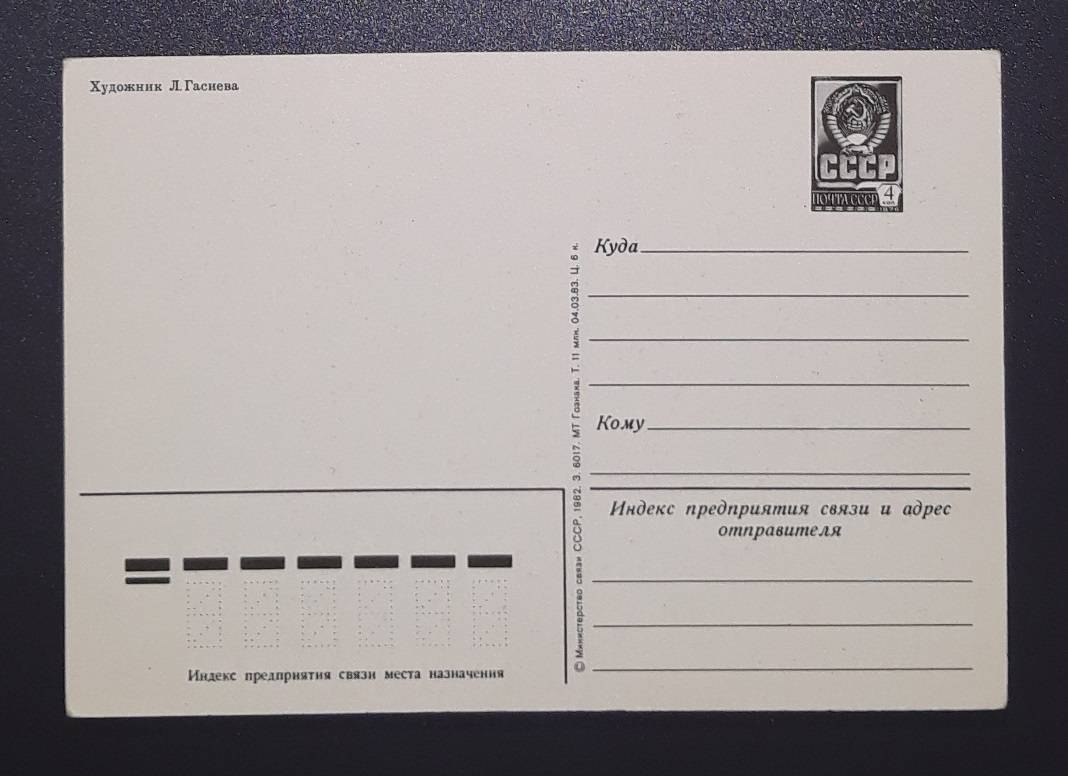 Художник Л. Гасиева
СССР
ПОЧТА СССР 4
КОП
1976
Куда
Кому
Индекс предприятия связи и адрес
отправителя
© Министерство связи СССР, 1982. З. 6017. МТ Гознака. Т. 11 млн. 04.03.83. Ц. 6 к.
Индекс предприятия связи места назначения